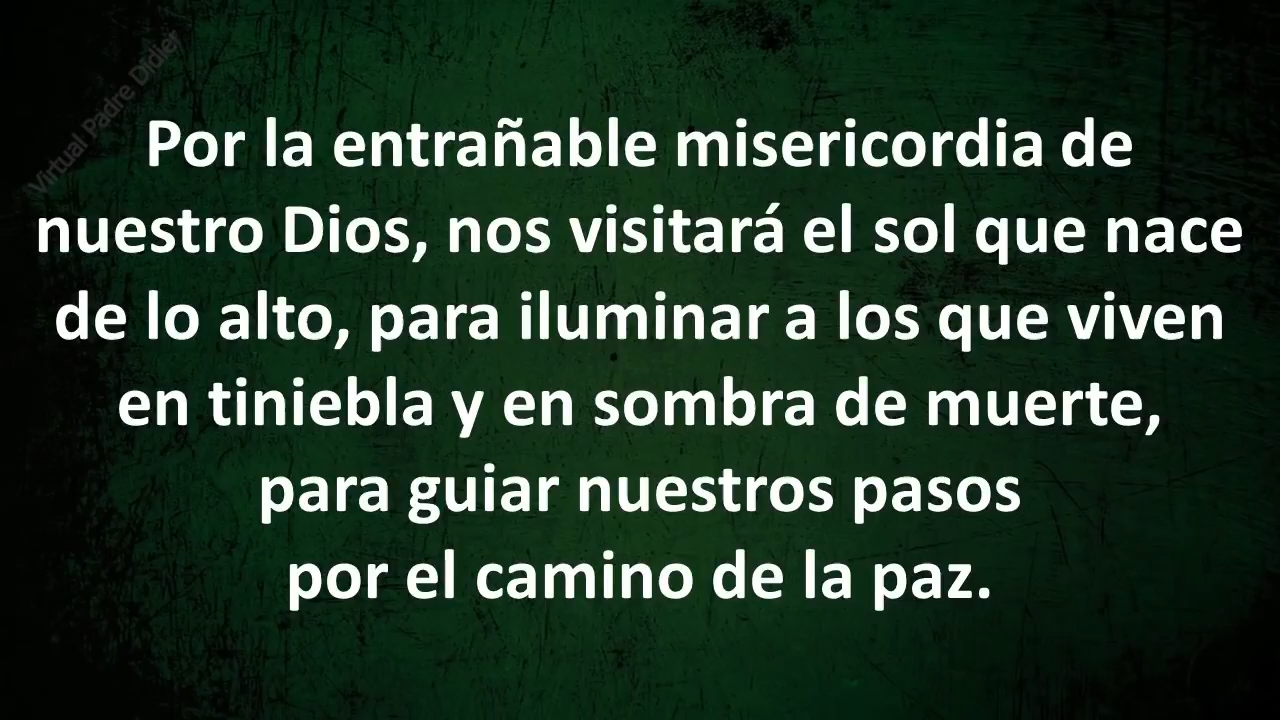 Virtual Padre Didier
Por la entrañable misericordia de
nuestro Dios, nos visitará el sol que nace
de lo alto, para iluminar a los que viven
en tiniebla y en sombra de muerte,
para guiar nuestros pasos
por el camino de la paz.